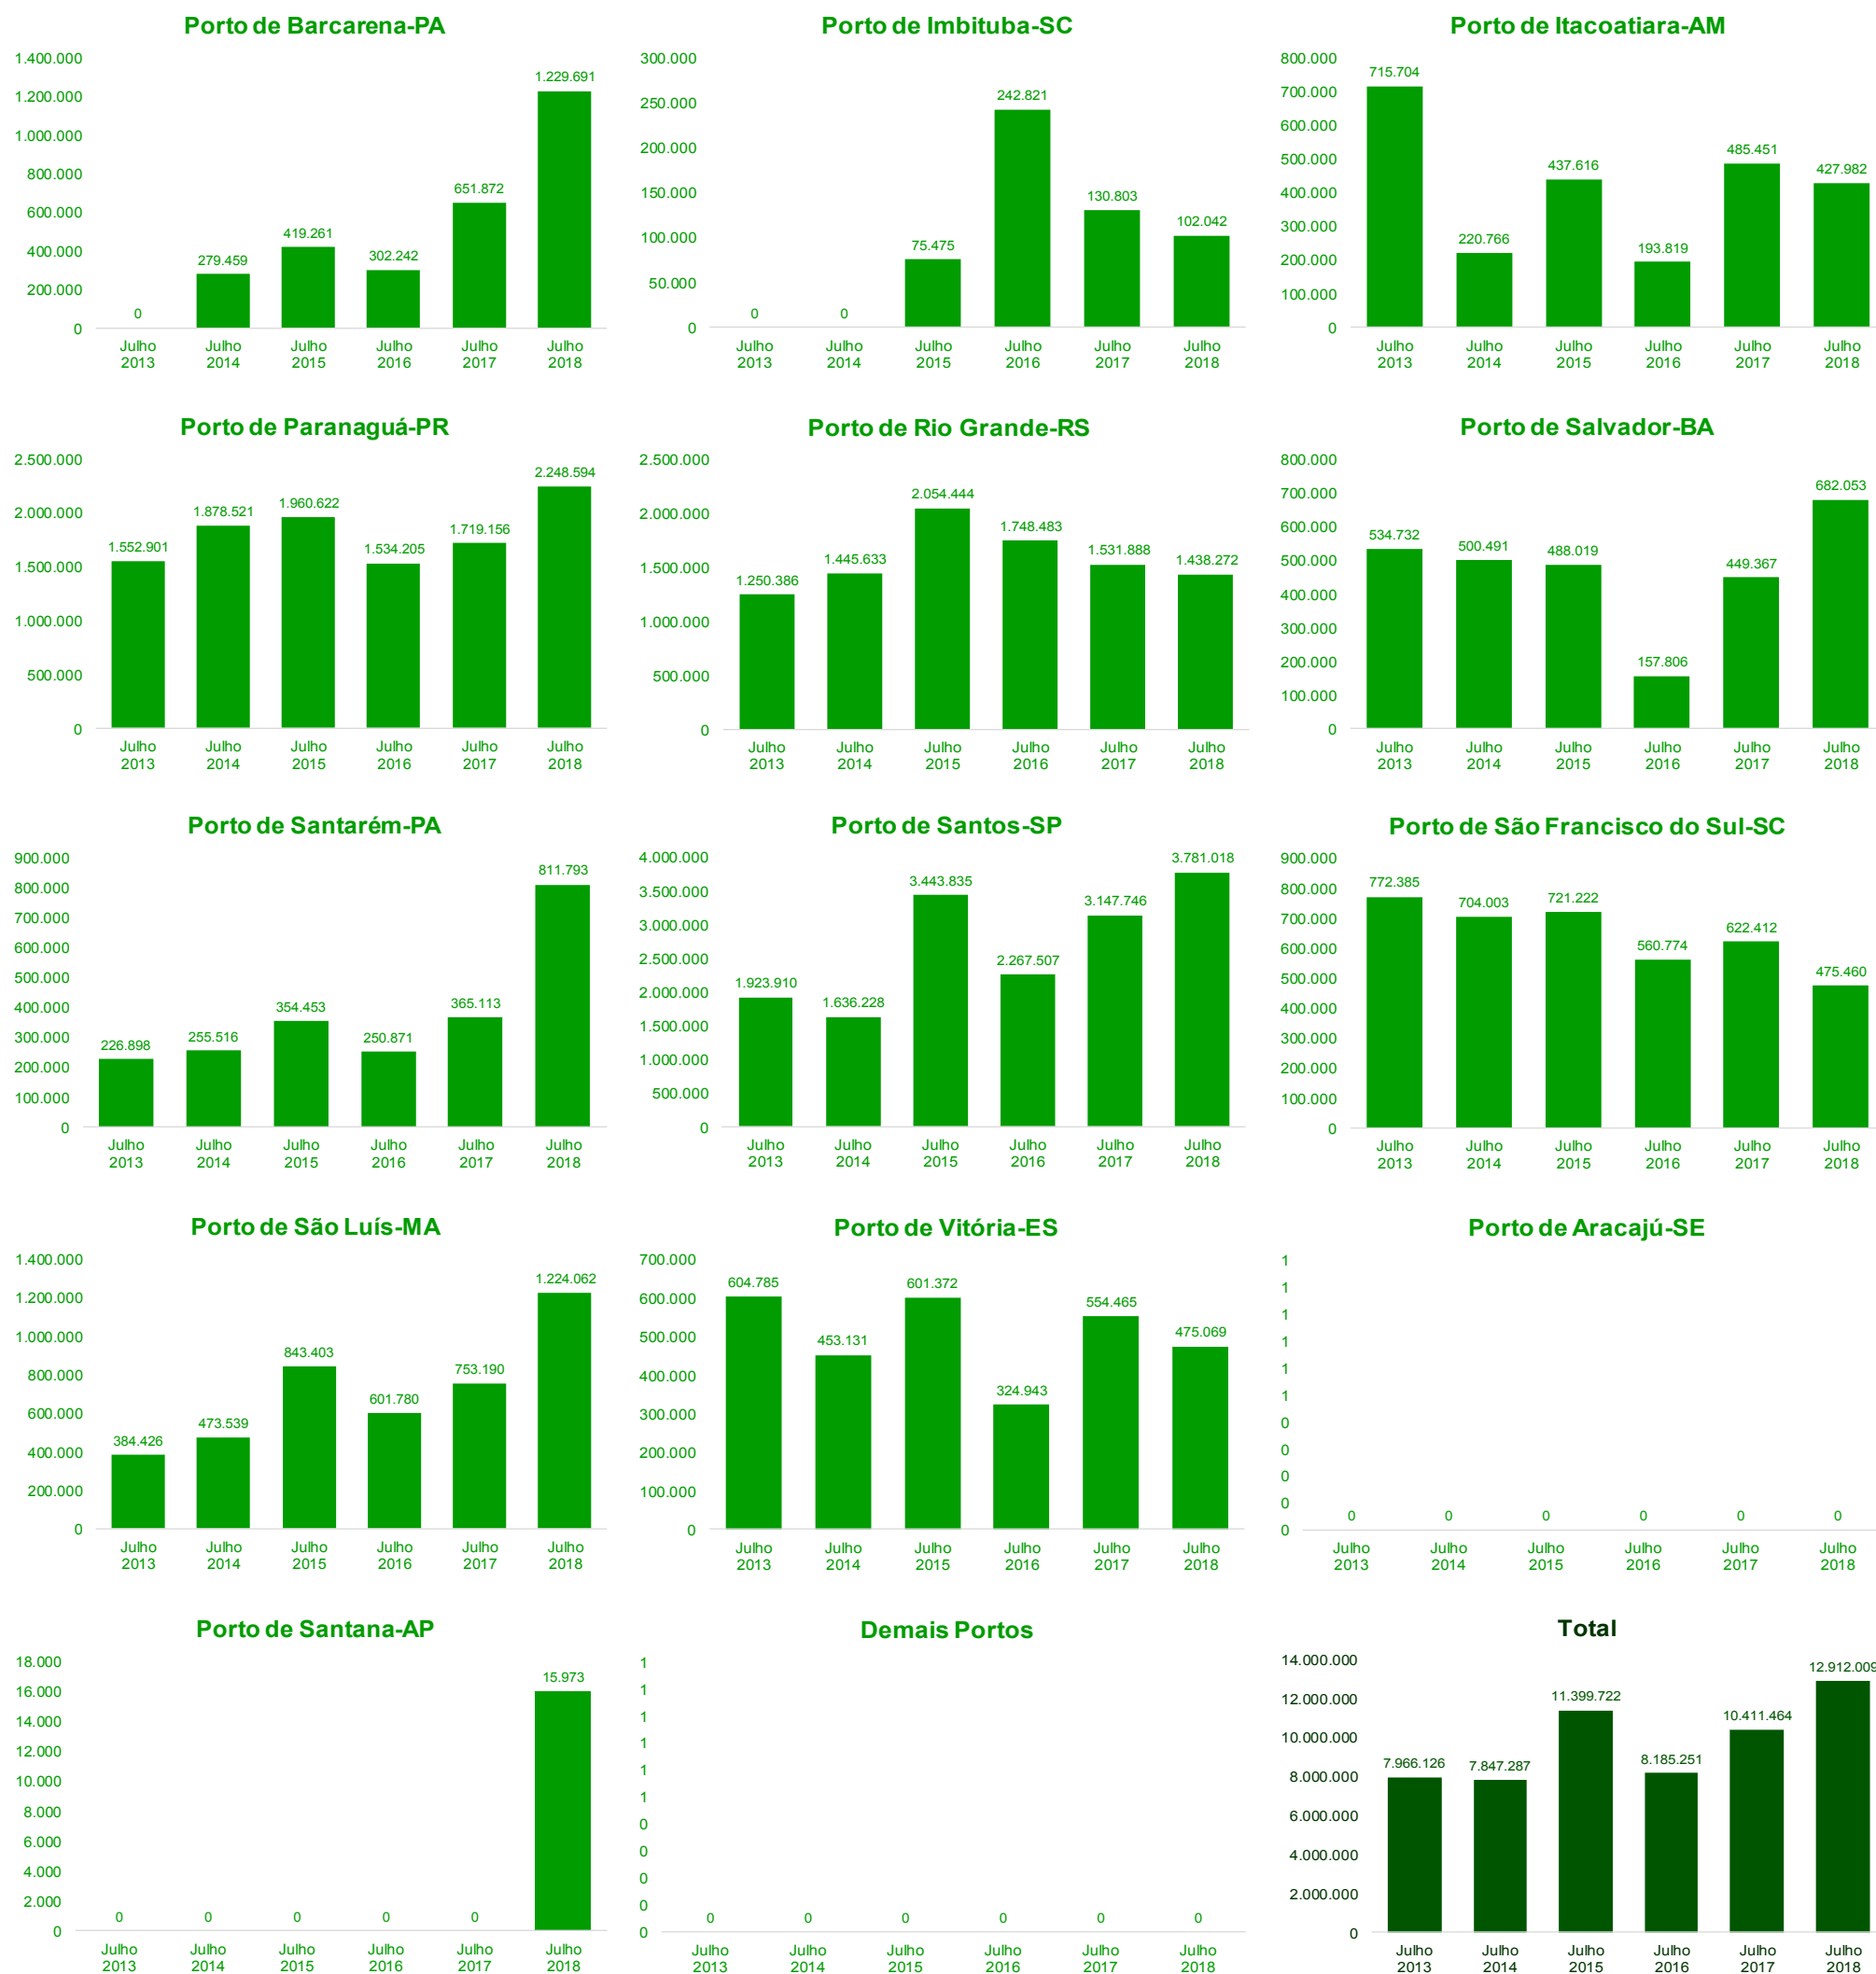 Porto de Barcarena-PA
1.400.000
1.200.000
1.000.000
800.000
600.000
400.000
200.000
0
0
279.459
419.261
302.242
651.872
1.229.691
Julho 2013
Julho 2014
Julho 2015
Julho 2016
Julho 2017
Julho 2018
Porto de Imbituba-SC
300.000
250.000
200.000
150.000
100.000
50.000
0
0
0
75.475
242.821
130.803
102.042
Julho 2013
Julho 2014
Julho 2015
Julho 2016
Julho 2017
Julho 2018
Porto de Itacoatiara-AM
800.000
700.000
600.000
500.000
400.000
300.000
200.000
100.000
0
715.704
220.766
437.616
193.819
485.451
427.982
Julho 2013
Julho 2014
Julho 2015
Julho 2016
Julho 2017
Julho 2018
Porto de Paranaguá-PR
2.500.000
2.000.000
1.500.000
1.000.000
500.000
0
1.552.901
1.878.521
1.960.622
1.534.205
1.719.156
2.248.594
Julho 2013
Julho 2014
Julho 2015
Julho 2016
Julho 2017
Julho 2018
Porto de Rio Grande-RS
2.500.000
2.000.000
1.500.000
1.000.000
500.000
0
1.250.386
1.445.633
2.054.444
1.748.483
1.531.888
1.438.272
Julho 2013
Julho 2014
Julho 2015
Julho 2016
Julho 2017
Julho 2018
Porto de Salvador-BA
800.000
700.000
600.000
500.000
400.000
300.000
200.000
100.000
0
534.732
500.491
488.019
157.806
449.367
682.053
Julho 2013
Julho 2014
Julho 2015
Julho 2016
Julho 2017
Julho 2018
Porto de Santarém-PA
900.000
800.000
700.000
600.000
500.000
400.000
300.000
200.000
100.000
0
226.898
255.516
354.453
250.871
365.113
811.793
Julho 2013
Julho 2014
Julho 2015
Julho 2016
Julho 2017
Julho 2018
Porto de Santos-SP
4.000.000
3.500.000
3.000.000
2.500.000
2.000.000
1.500.000
1.000.000
500.000
0
1.923.910
1.636.228
3.443.835
2.267.507
3.147.746
3.781.018
Julho 2013
Julho 2014
Julho 2015
Julho 2016
Julho 2017
Julho 2018
Porto de São Francisco do Sul-SC
900.000
800.000
700.000
600.000
500.000
400.000
300.000
200.000
100.000
0
772.385
704.003
721.222
560.774
622.412
475.460
Julho 2013
Julho 2014
Julho 2015
Julho 2016
Julho 2017
Julho 2018
Porto de São Luís-MA
1.400.000
1.200.000
1.000.000
800.000
600.000
400.000
200.000
0
384.426
473.539
843.403
601.780
753.190
1.224.062
Julho 2013
Julho 2014
Julho 2015
Julho 2016
Julho 2017
Julho 2018
Porto de Vitória-ES
700.000
600.000
500.000
400.000
300.000
200.000
100.000
0
604.785
453.131
601.372
324.943
554.465
475.069
Julho 2013
Julho 2014
Julho 2015
Julho 2016
Julho 2017
Julho 2018
Porto de Aracajú-SE
1
1
1
1
1
1
0
0
0
0
0
0
0
0
0
0
0
Julho 2013
Julho 2014
Julho 2015
Julho 2016
Julho 2017
Julho 2018
Porto de Santana-AP
18.000
16.000
14.000
12.000
10.000
8.000
6.000
4.000
2.000
0
0
0
0
0
0
15.973
Julho 2013
Julho 2014
Julho 2015
Julho 2016
Julho 2017
Julho 2018
Demais Portos
1
1
1
1
1
1
0
0
0
0
0
0
0
0
0
0
0
Julho 2013
Julho 2014
Julho 2015
Julho 2016
Julho 2017
Julho 2018
Total
14.000.000
12.000.000
10.000.000
8.000.000
6.000.000
4.000.000
2.000.000
0
7.966.126
7.847.287
11.399.722
8.185.251
10.411.464
12.912.009
Julho 2013
Julho 2014
Julho 2015
Julho 2016
Julho 2017
Julho 2018